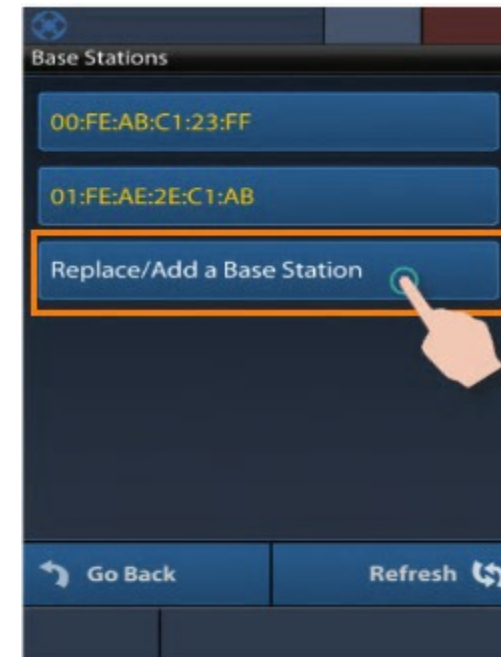 Base Stations
00:FE:AB:C1:23:FF
01:FE:AE:2E:C1:AB
Replace/Add a Base Station
Go Back
Refresh